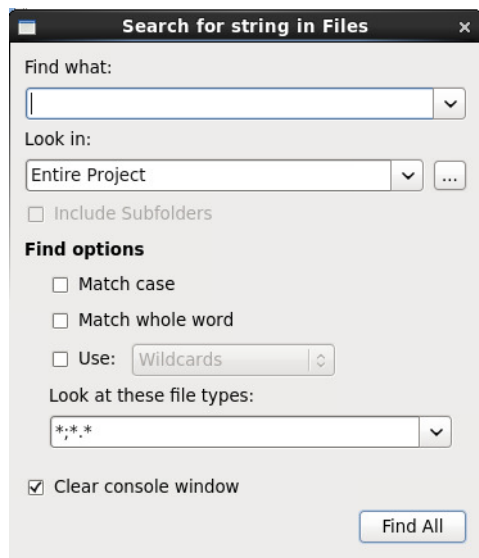 Search for string in Files
Find what:
Look in:
Entire Project
...
Include Subfolders
Find options
Match case
Match whole word
Use: Wildcards
Look at these file types:
*;*.*
Clear console window
Find All